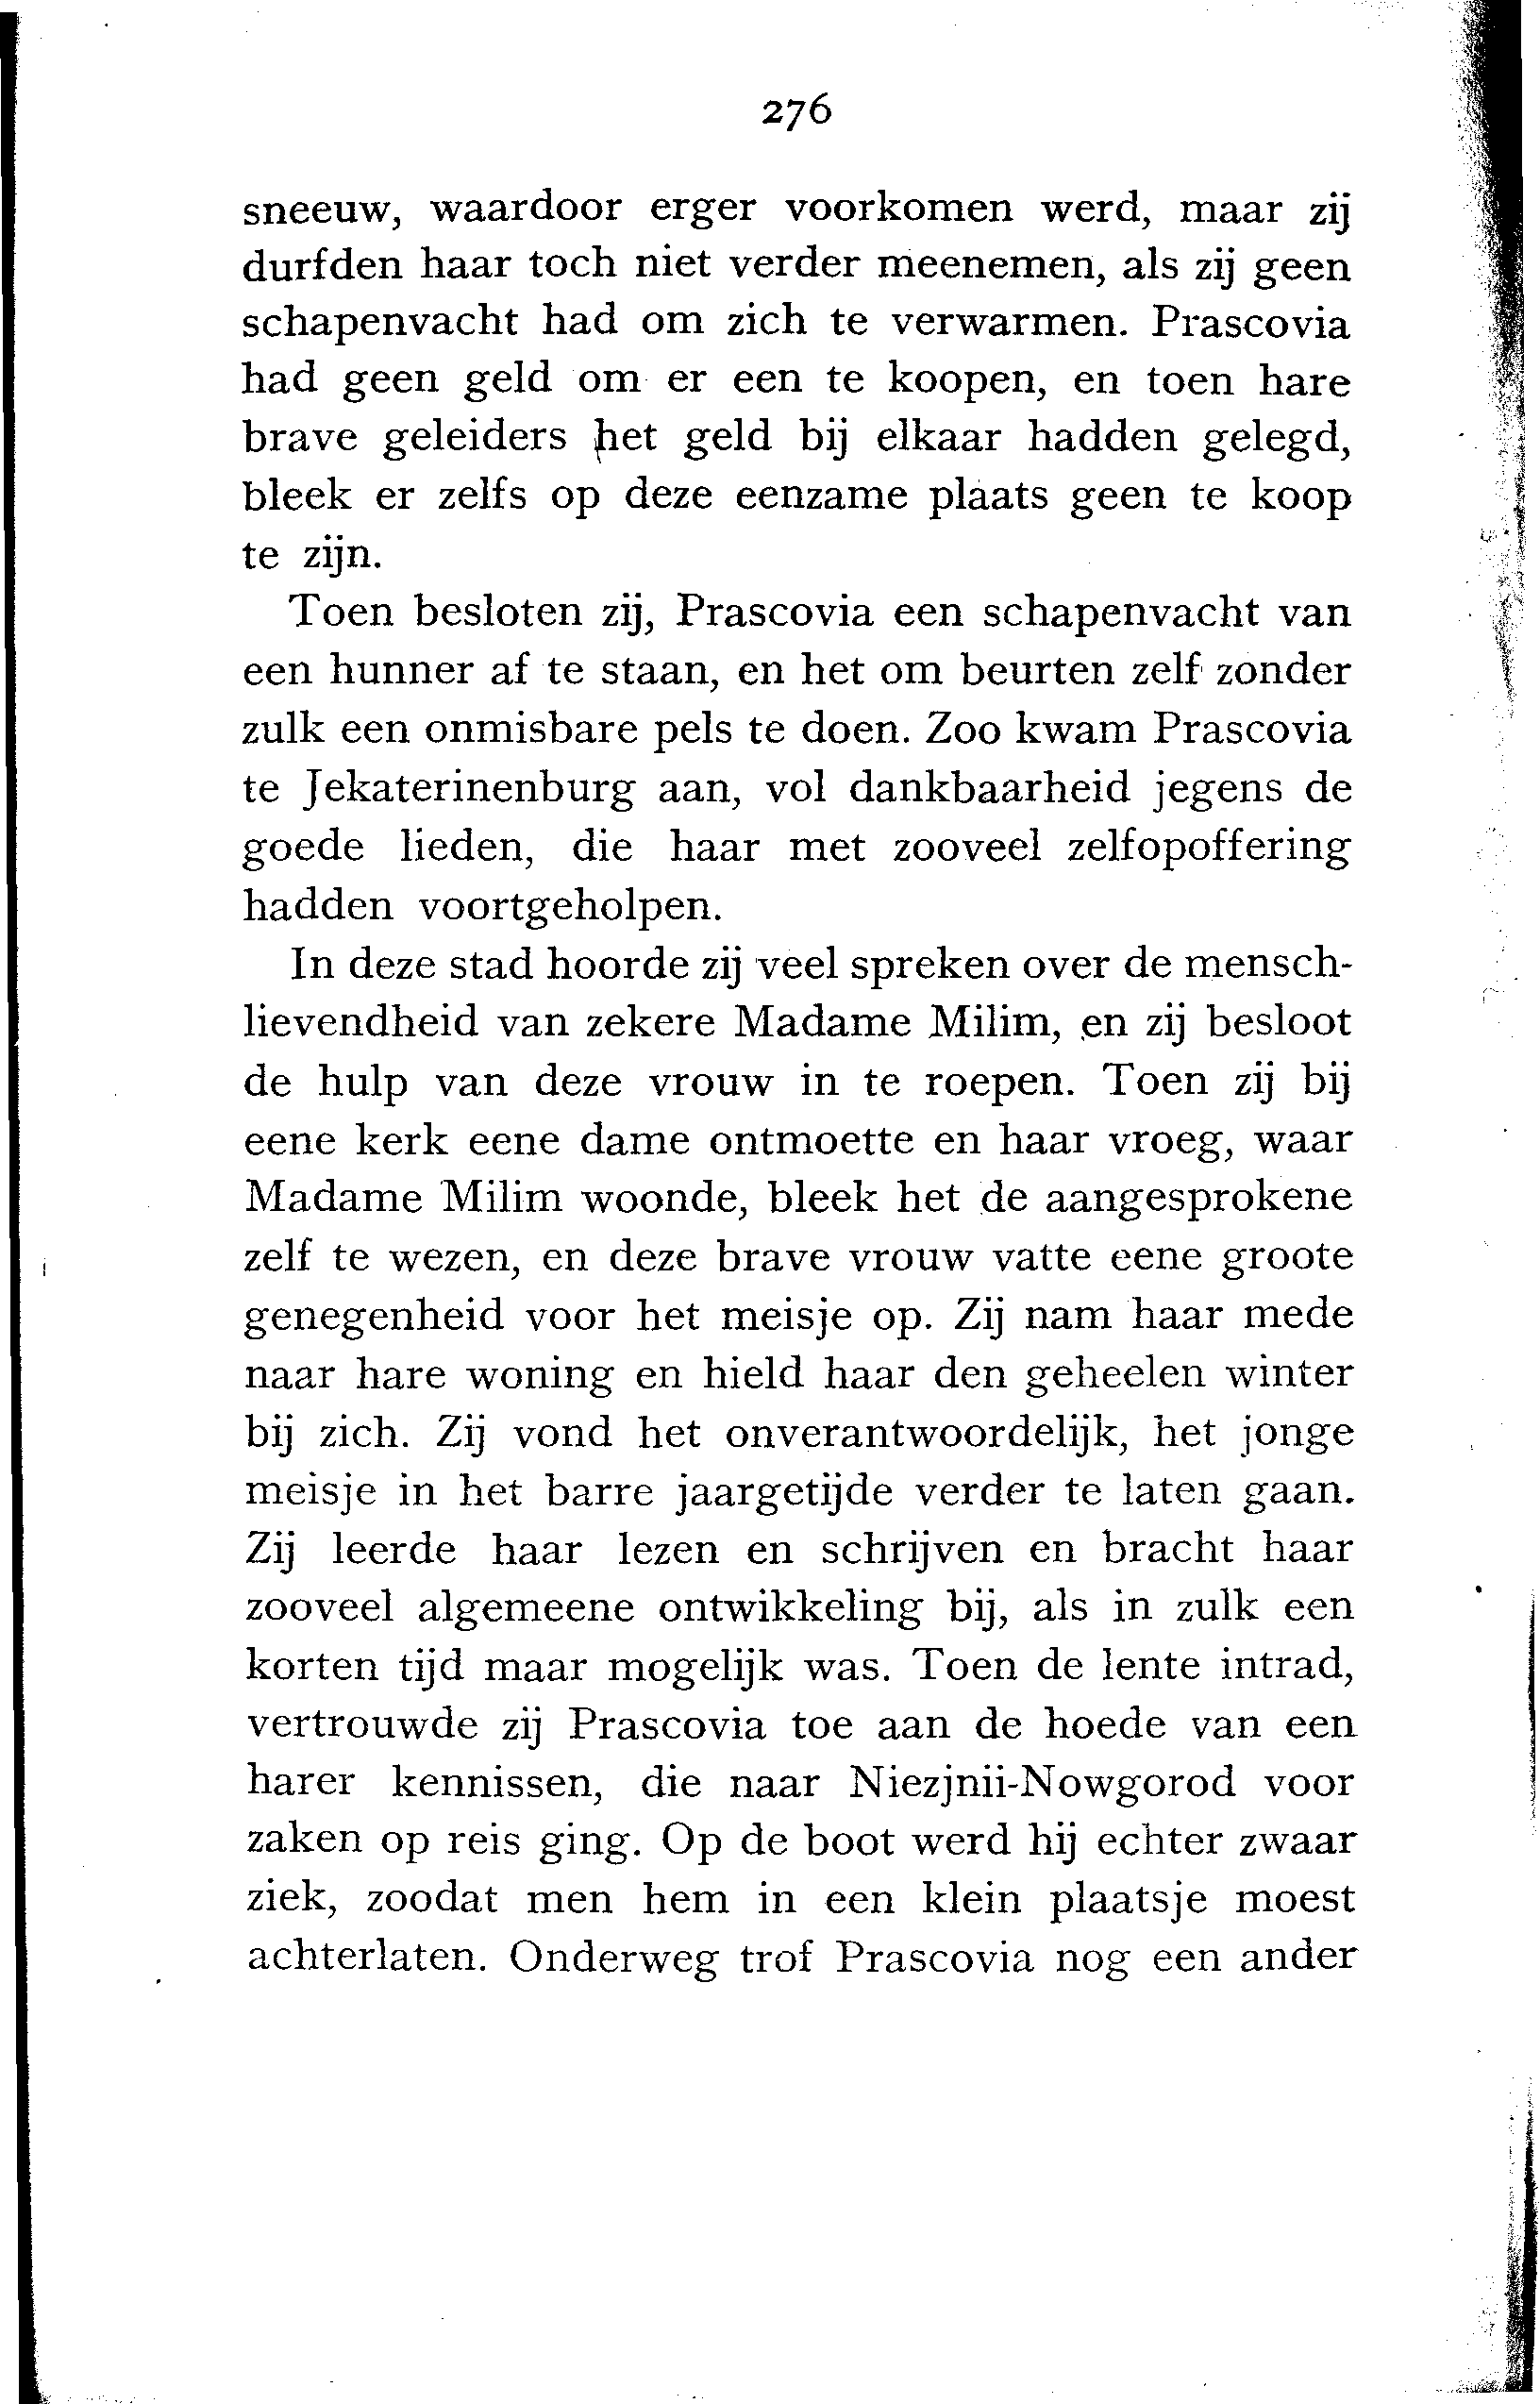 276
sneeuw, waardoor erger voorkomen werd, maar zij
durfden haar toch niet verder meenemen, als zij geen
schapenvacht had om zich te verwarmen. Prascovia
had geen geld om er een te koopen, en toen hare
brave geleiders het geld bij elkaar hadden gelegd,
bleek er zelfs op deze eenzame plaats geen te koop
te zijn.
Toen besloten zij, Prascovia een schapenvacht van
een hunner af te staan, en het om beurten zelf zonder
zulk een onmisbare pels te doen. Zoo kwam Prascovia
te Jekaterinenburg aan, vol dankbaarheid jegens de
goede lieden, die haar met zooveel zelfopoffering
hadden voortgeholpen.
In deze stad hoorde zij veel spreken over de mensch-
lievendheid van zekere Madame Milim, en zij besloot
de hulp van deze vrouw in te roepen. Toen zij bij
eene kerk eene dame ontmoette en haar vroeg, waar
Madame Milim woonde, bleek het de aangesprokene
zelf te wezen, en deze brave vrouw vatte eene groote
genegenheid voor het meisje op. Zij nam haar mede
naar hare woning en hield haar den geheelen winter
bij zich. Zij vond het onverantwoordelijk, het jonge
meisje in het barre jaargetijde verder te laten gaan.
Zij leerde haar lezen en schrijven en bracht haar
zooveel algemeene ontwikkeling bij, als in zulk een
korten tijd maar mogelijk was. Toen de lente intrad,
vertrouwde zij Prascovia toe aan de hoede van een
harer kennissen, die naar Niezjnii-Nowgorod voor
zaken op reis ging. Op de boot werd hij echter zwaar
ziek, zoodat men hem in een klein plaatsje moest
achterlaten. Onderweg trof Prascovia nog een ander